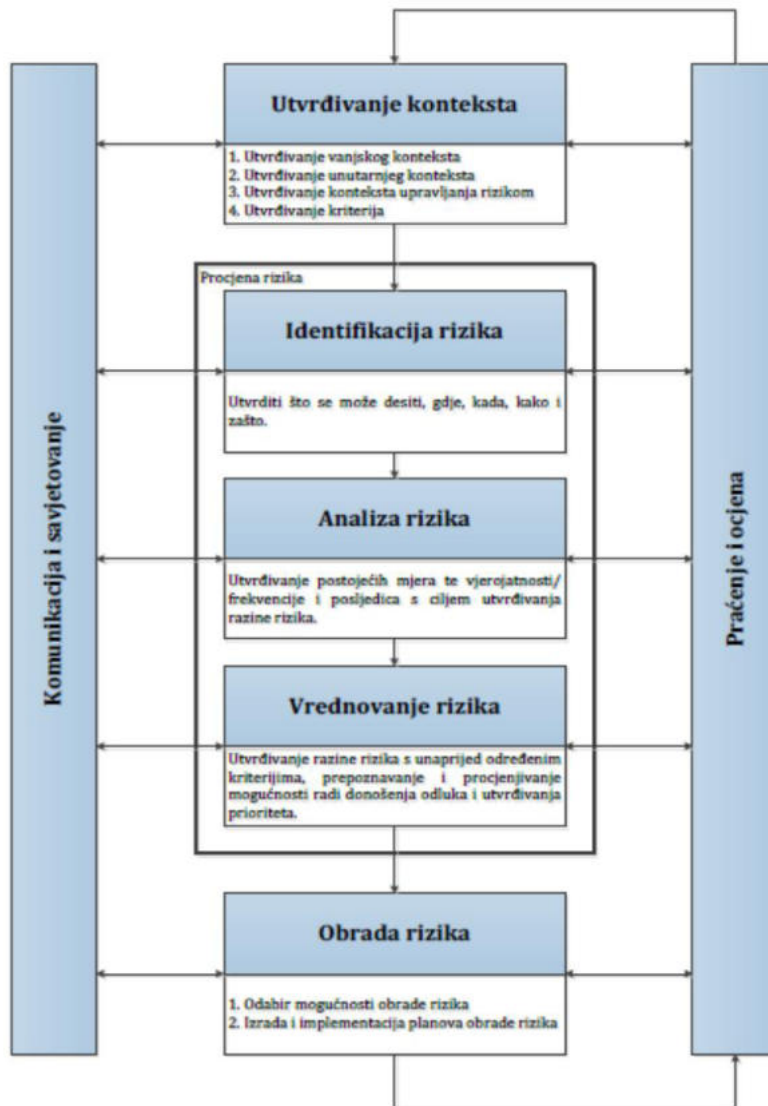 Utvrđivanje konteksta
1. Utvrđivanje vanjskog konteksta
2. Utvrđivanje unutarnjeg konteksta
3. Utvrđivanje konteksta upravljanja rizikom
4. Utvrđivanje kriterija
Procjena rizika
Identifikacija rizika
Utvrditi što se može desiti, gdje, kada, kako i
zašto.
Analiza rizika
Utvrđivanje postojećih mjera te vjerojatnosti/
frekvencije i posljedica s ciljem utvrđivanja
razine rizika.
Vrednovanje rizika
Utvrđivanje razine rizika s unaprijed određenim
kriterijima, prepoznavanje i procjenjivanje
mogućnosti radi donošenja odluka i utvrđivanja
prioriteta.
Obrada rizika
1. Odabir mogućnosti obrade rizika
2. Izrada i implementacija planova obrade rizika
Komunikacija i savjetovanje
Praćenje i ocjena